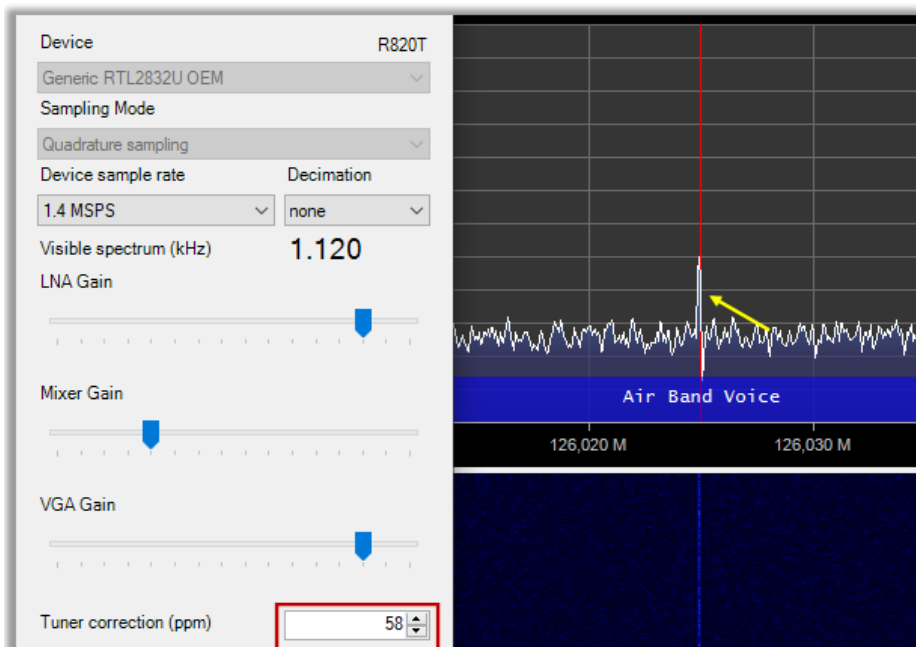 Device R820T
Generic RTL2832U OEM
Sampling Mode
Quadrature sampling
Device sample rate Decimation
1.4 MSPS none
Visible spectrum (kHz) 1.120
LNA Gain
Mixer Gain
VGA Gain
Tuner correction (ppm) 58
Air Band Voice
126,020 M 126,030 M